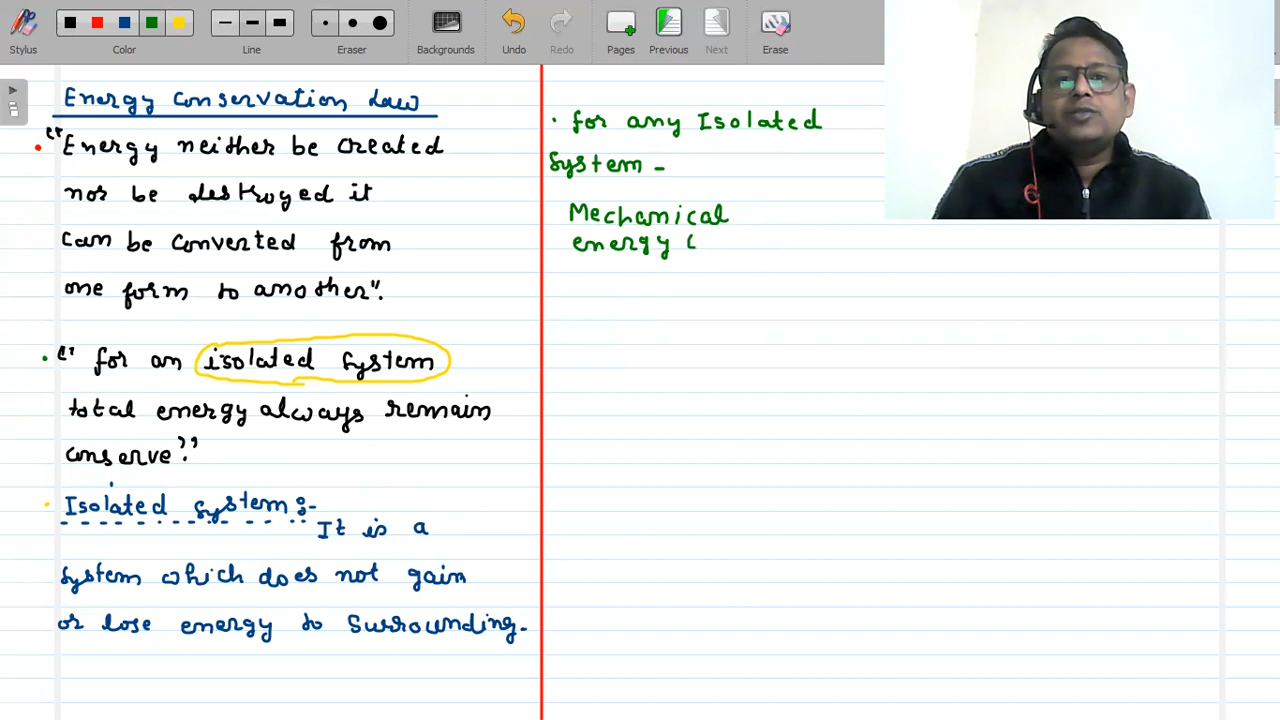 Stylus
Color
Line
Eraser
Backgrounds
Undo
Redo
Pages
Previous
Next
Erase
Energy Conservation Law
"Energy neither be created
nor be destroyed it
can be converted from
one form to another".
" for an isolated system
total energy always remain
conserve".
Isolated system :-
It is a
system which does not gain
or lose energy to surrounding.
. for any Isolated
System -
Mechanical
energy (